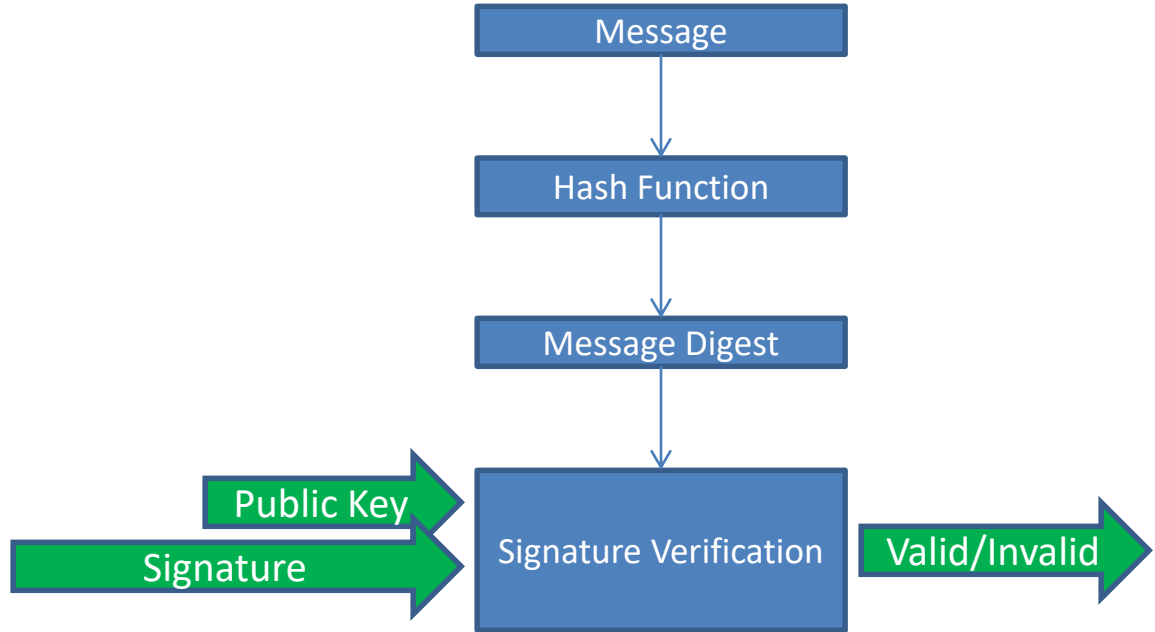 Message
Hash Function
Message Digest
Public Key
Signature
Signature Verification
Valid/Invalid